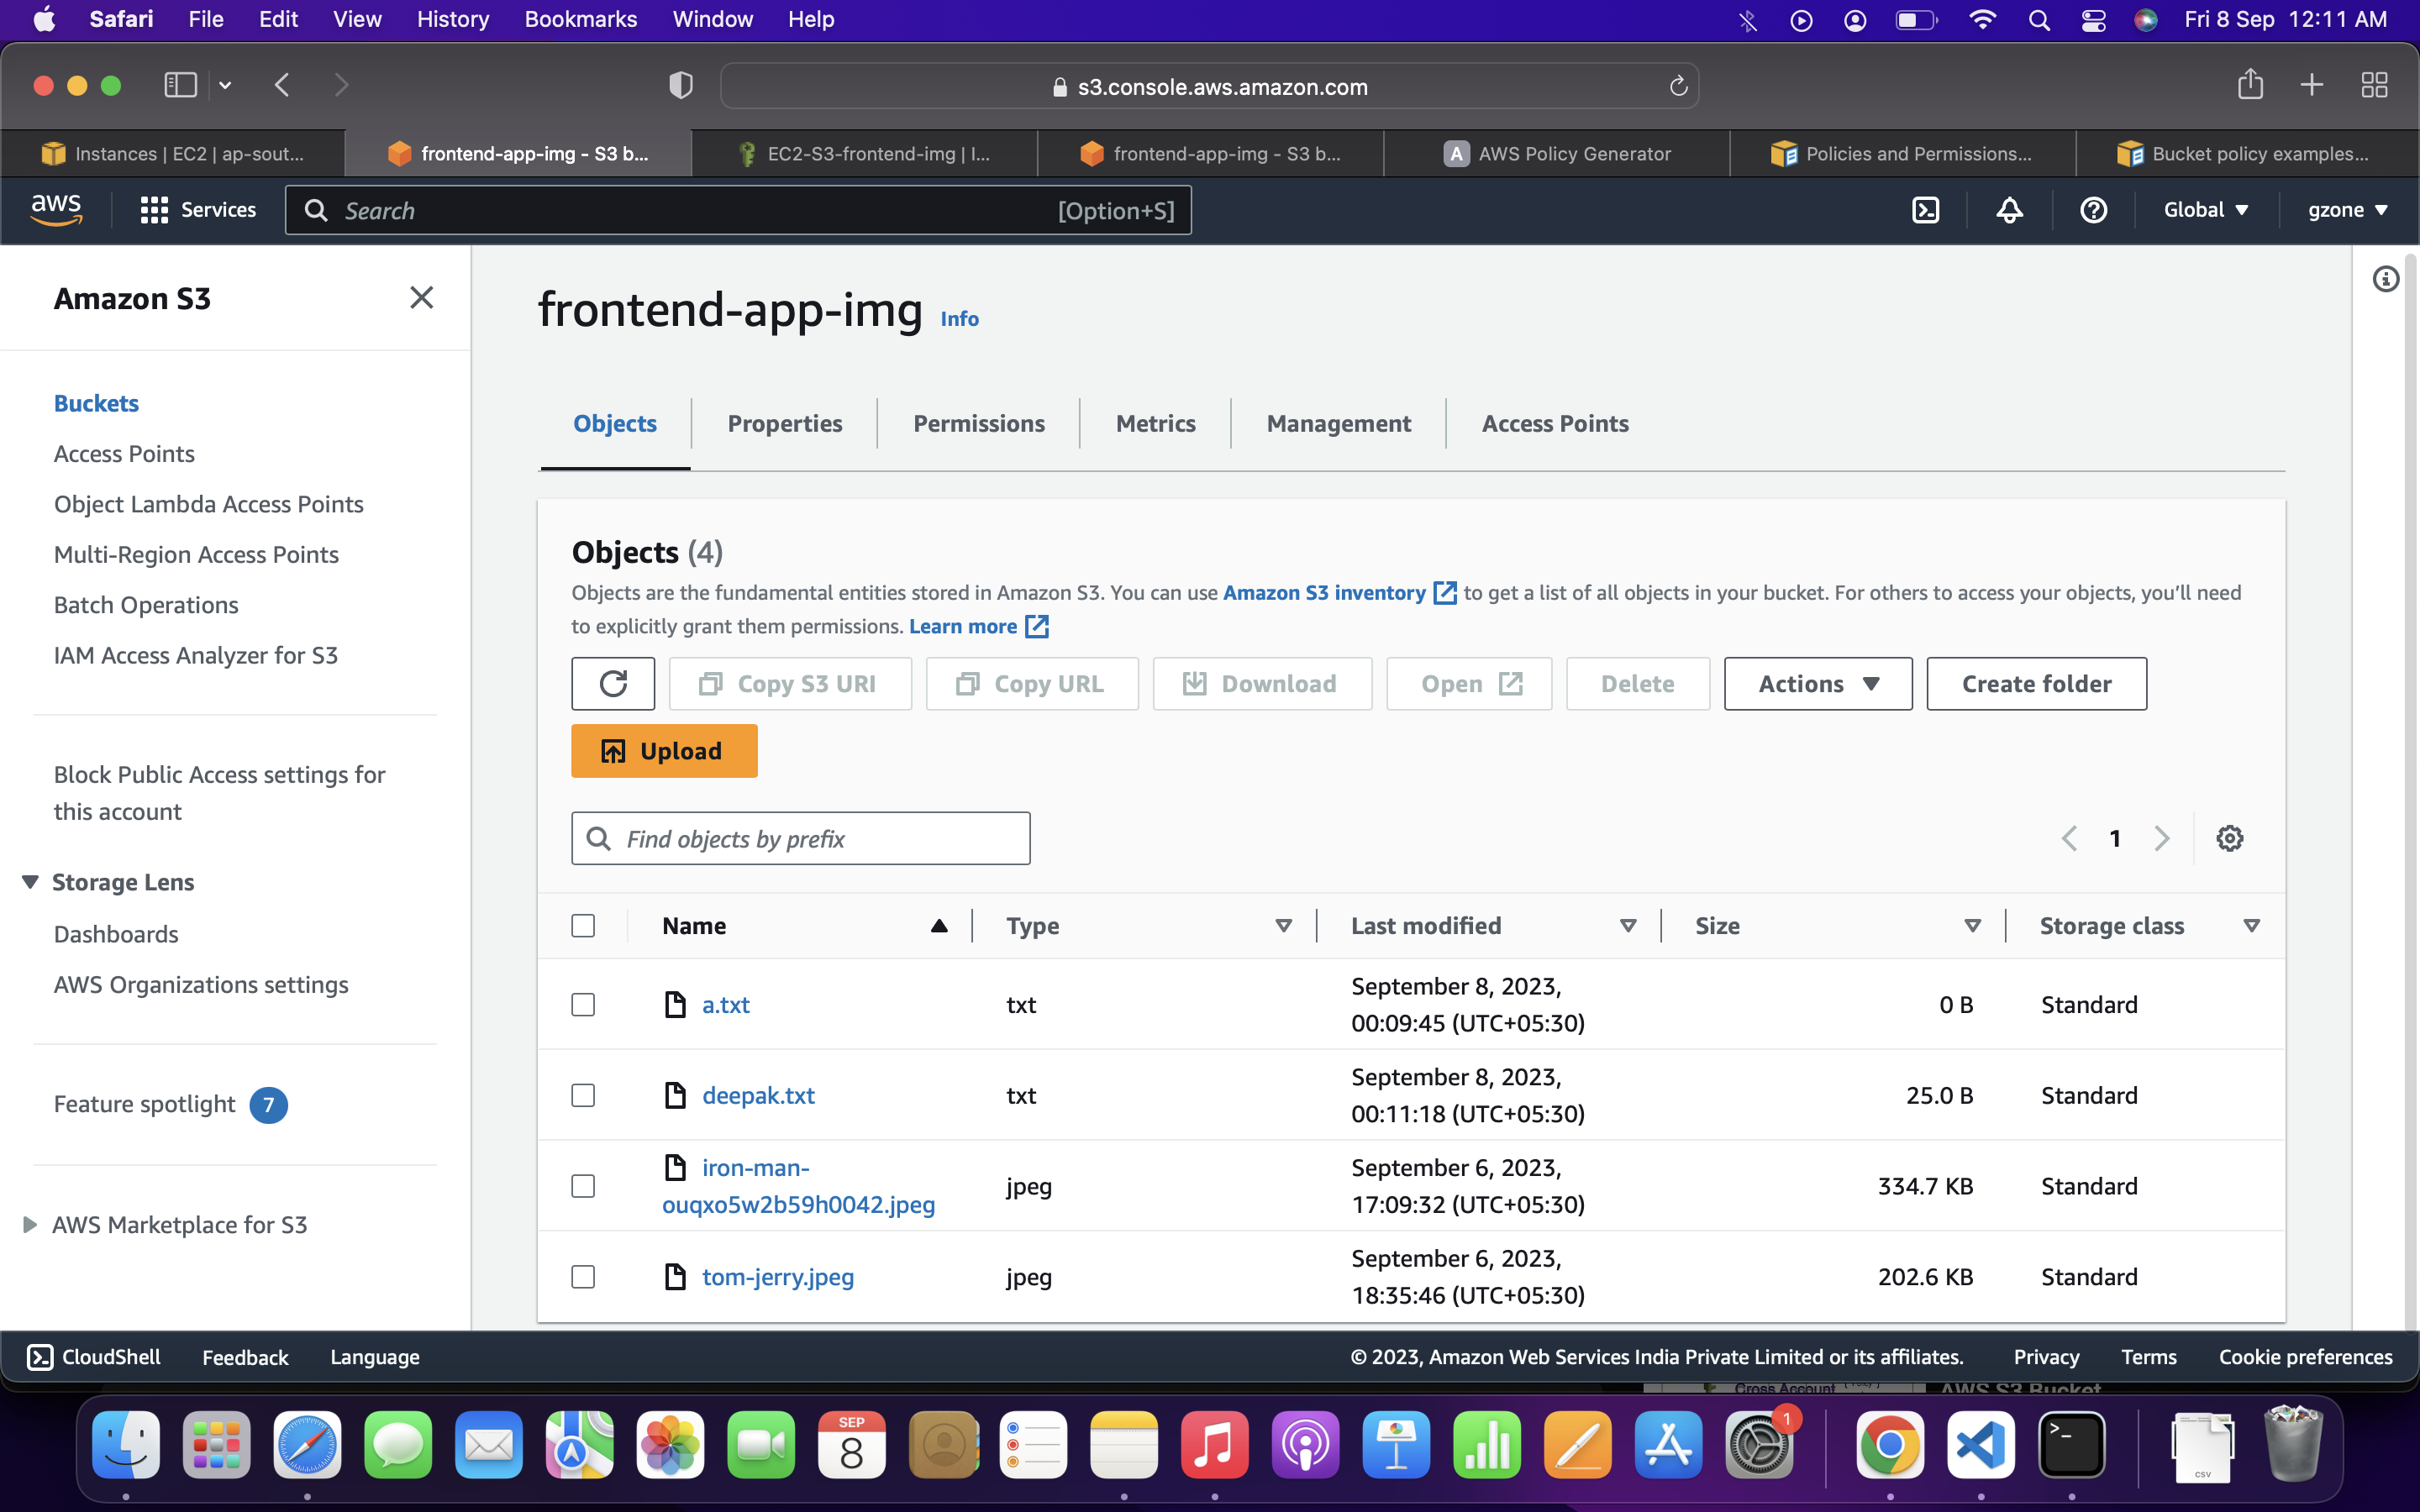 Safari File Edit View History Bookmarks Window Help Fri 8 Sep 12:11 AM
s3.console.aws.amazon.com
Instances | EC2 | ap-sout... frontend-app-img - S3 b... EC2-S3-frontend-img | I... frontend-app-img - S3 b... A AWS Policy Generator Policies and Permissions... Bucket policy examples...
aws Services Search [Option+S] Global gzone
Amazon S3
Buckets
Access Points
Object Lambda Access Points
Multi-Region Access Points
Batch Operations
IAM Access Analyzer for S3
Block Public Access settings for
this account
Storage Lens
Dashboards
AWS Organizations settings
Feature spotlight 7
AWS Marketplace for S3
frontend-app-img Info
Objects Properties Permissions Metrics Management Access Points
Objects (4)
Objects are the fundamental entities stored in Amazon S3. You can use Amazon S3 inventory to get a list of all objects in your bucket. For others to access your objects, you'll need
to explicitly grant them permissions. Learn more
Copy S3 URI Copy URL Download Open Delete Actions Create folder
Upload
Find objects by prefix 1
Name Type Last modified Size Storage class
a.txt txt September 8, 2023, 0 B Standard
00:09:45 (UTC+05:30)
deepak.txt txt September 8, 2023, 25.0 B Standard
00:11:18 (UTC+05:30)
iron-man- jpeg September 6, 2023, 334.7 KB Standard
ouqxo5w2b59h0042.jpeg 17:09:32 (UTC+05:30)
tom-jerry.jpeg jpeg September 6, 2023, 202.6 KB Standard
18:35:46 (UTC+05:30)
CloudShell Feedback Language © 2023, Amazon Web Services India Private Limited or its affiliates. Privacy Terms Cookie preferences
Cross Account AWS S3 Bucket
SEP
8
1
CSV